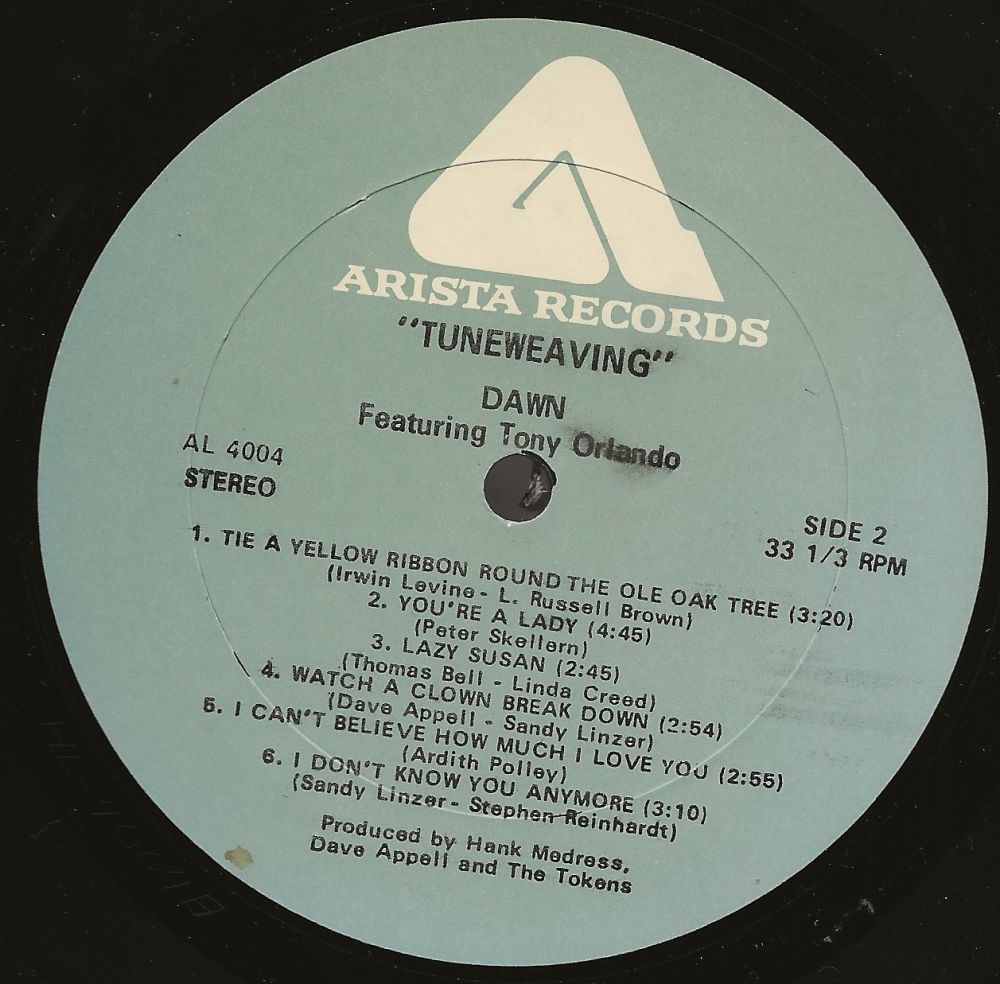 ARISTA RECORDS
"TUNEWEAVING"
DAWN
Featuring Tony Orlando
AL 4004
STEREO
SIDE 2
33 1/3 RPM
1. TIE A YELLOW RIBBON ROUND THE OLE OAK TREE (3:20)
(Irwin Levine - L. Russell Brown)
2. YOU'RE A LADY (4:45)
(Peter Skellern)
3. LAZY SUSAN (2:45)
(Thomas Bell - Linda Creed)
4. WATCH A CLOWN BREAK DOWN (2:54)
(Dave Appell - Sandy Linzer)
5. I CAN'T BELIEVE HOW MUCH I LOVE YOU (2:55)
(Ardith Polley)
6. I DON'T KNOW YOU ANYMORE (3:10)
(Sandy Linzer - Stephen Reinhardt)
Produced by Hank Medress,
Dave Appell and The Tokens